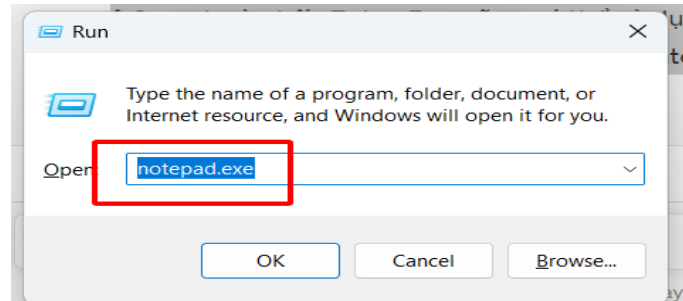 Run
Type the name of a program, folder, document, or
Internet resource, and Windows will open it for you.
Open: notepad.exe
OK Cancel Browse...